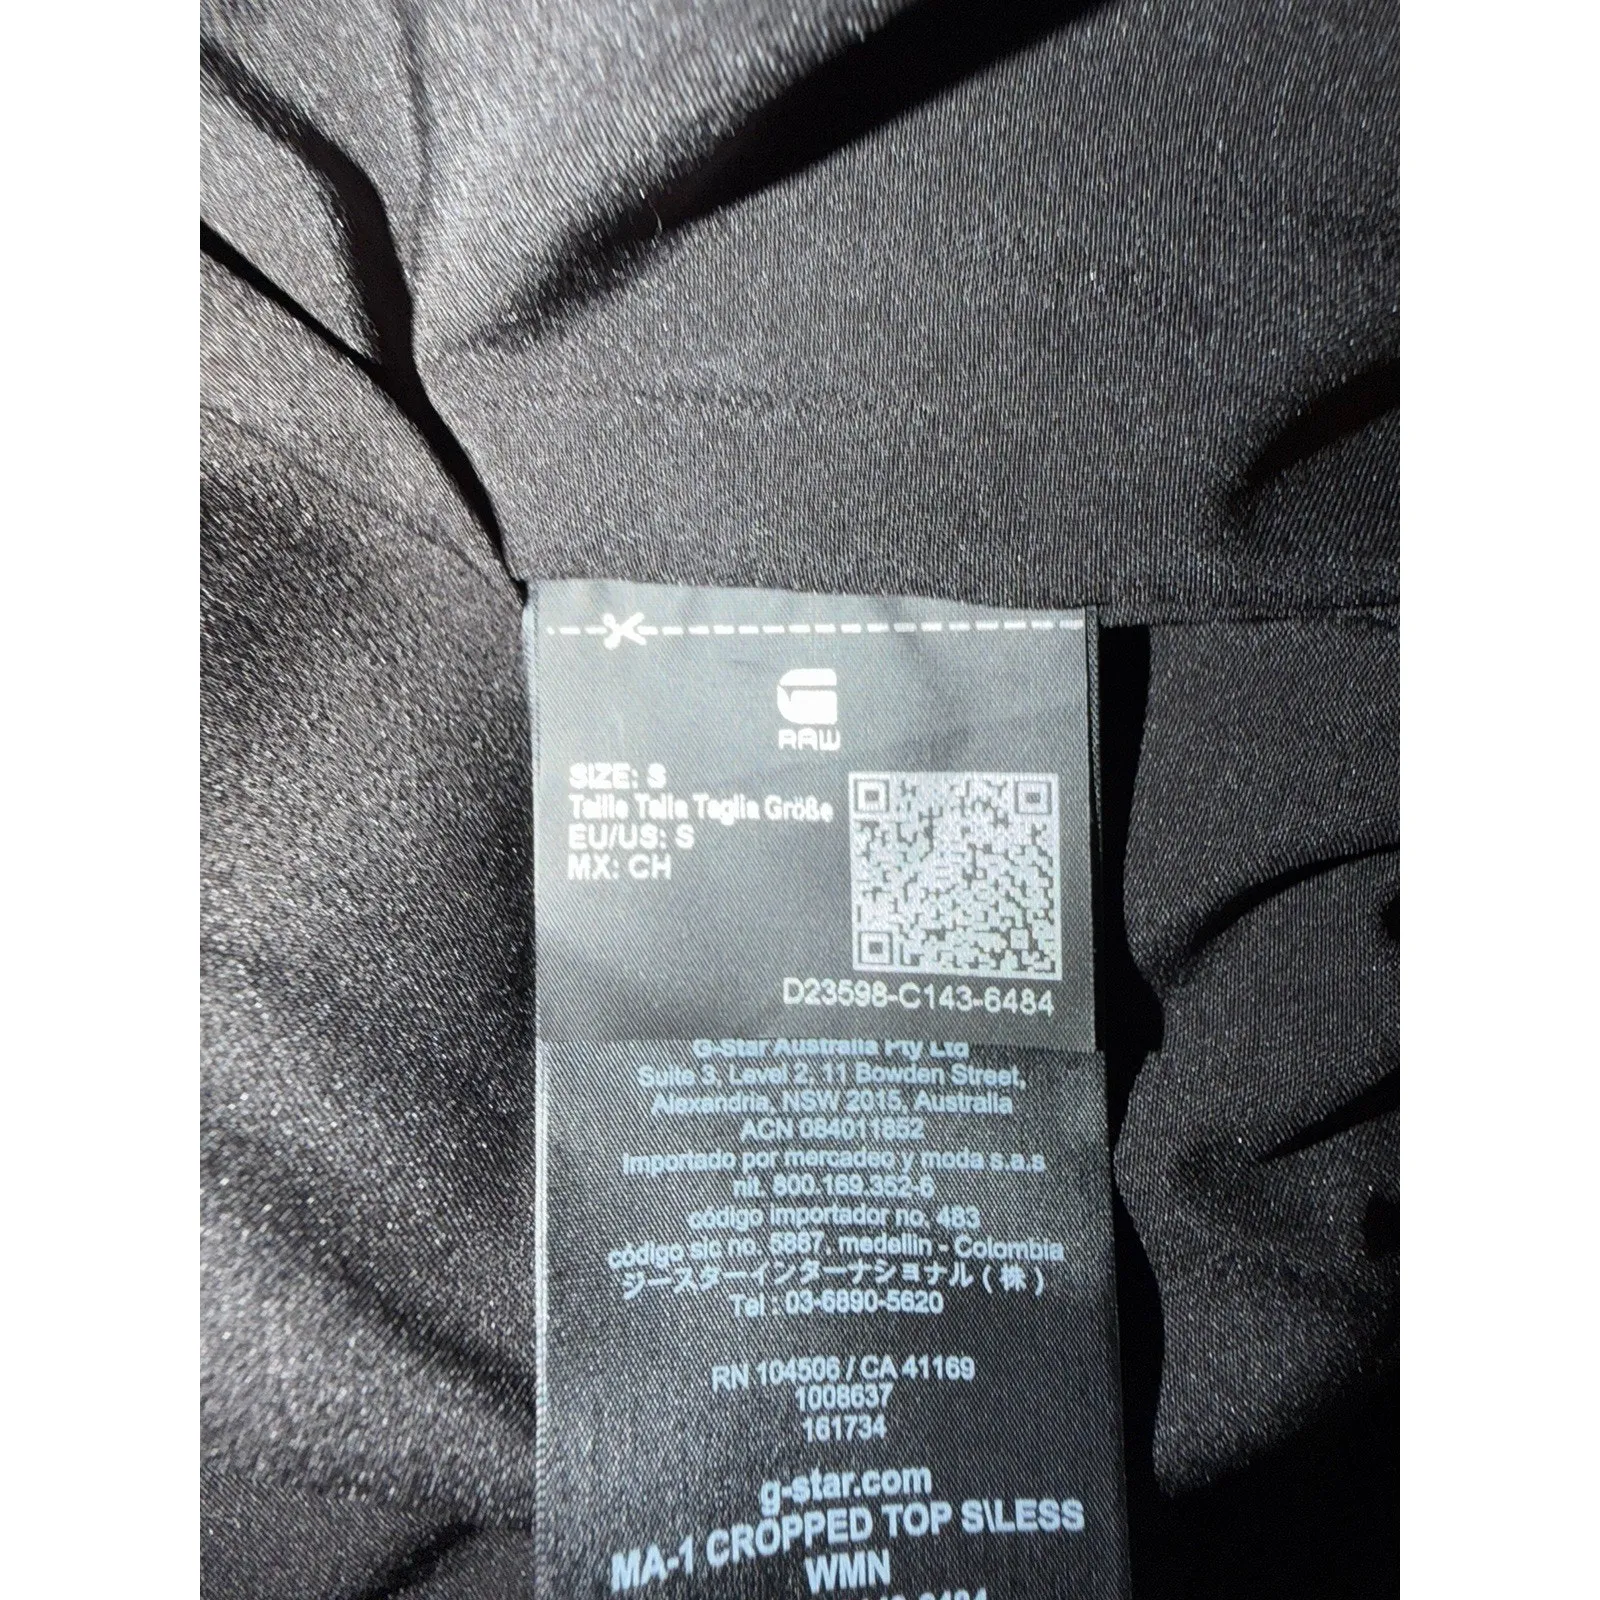 RAW
SIZE: S
Taille Talla Taglia Größe
EU/US: S
MX: CH
D23598-C143-6484
G-Star Australia Pty Ltd
Suite 3, Level 2, 11 Bowden Street,
Alexandria, NSW 2015, Australia
ACN 084011852
Importado por mercadeo y moda s.a.s
nit. 800.169.352-6
código importador no. 483
código sic no. 5887, medellin - Colombia
ジースターインターナショナル(株)
Tel : 03-6890-5620
RN 104506 / CA 41169
1008637
161734
g-star.com
MA-1 CROPPED TOP S\LESS
WMN